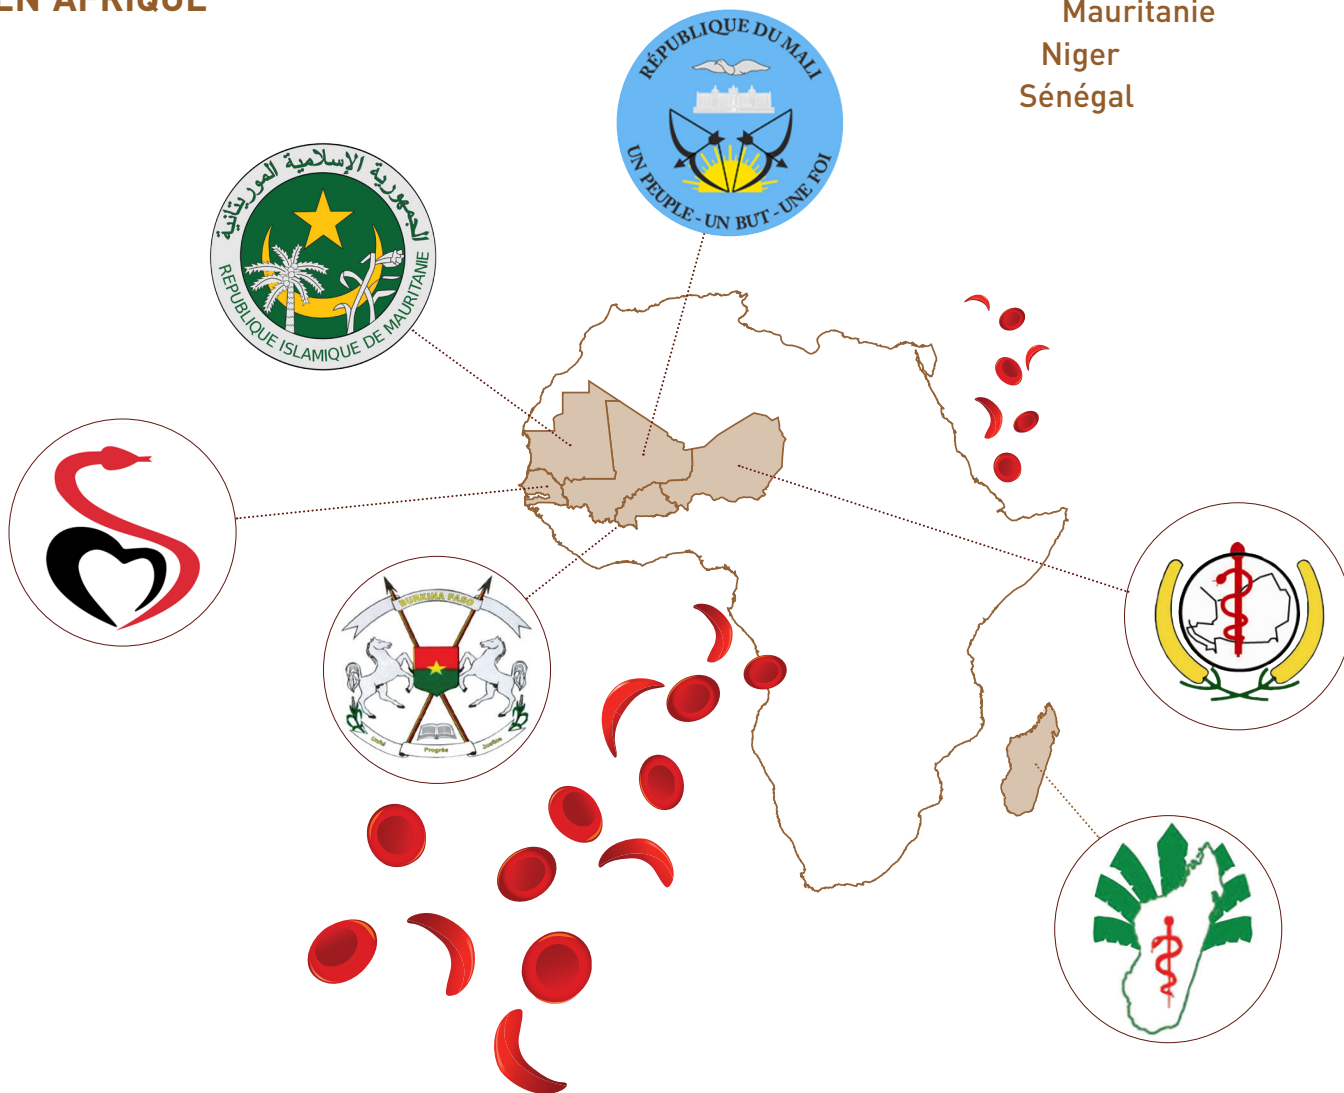 EN AFRIQUE
Mauritanie
Niger
Sénégal
RÉPUBLIQUE DU MALI
UN PEUPLE - UN BUT - UNE FOI
الجمهورية الإسلامية الموريتانية
REPUBLIQUE ISLAMIQUE DE MAURITANIE
BURKINA FASO
Unité
Progrès
Justice